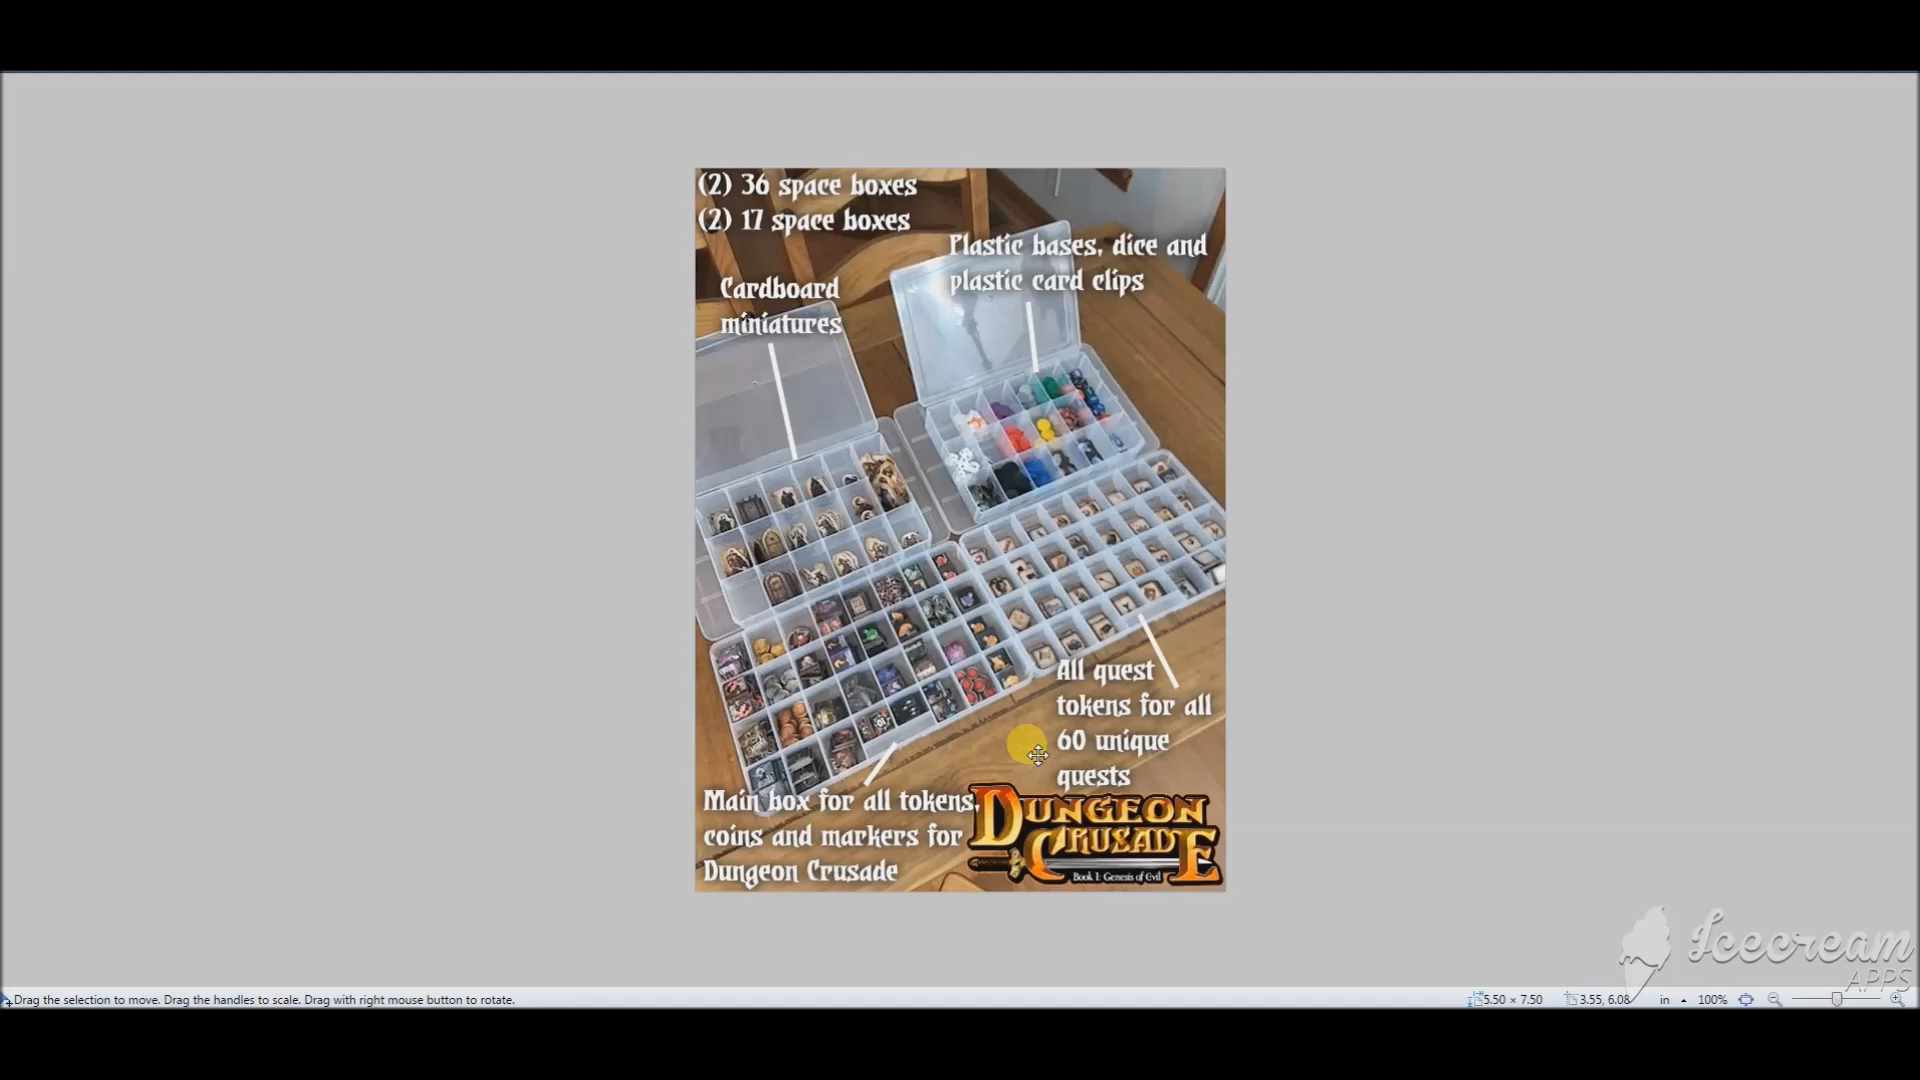 (2) 36 space boxes
(2) 17 space boxes
Plastic bases, dice and
plastic card clips
Cardboard
miniatures
All quest
tokens for all
60 unique
quests
Main box for all tokens,
coins and markers for
Dungeon Crusade
DUNGEON
CRUSADE
Book I: Genesis of Evil
Icecream
APPS
Drag the selection to move. Drag the handles to scale. Drag with right mouse button to rotate.
5.50 × 7.50
3.55, 6.08
in
100%